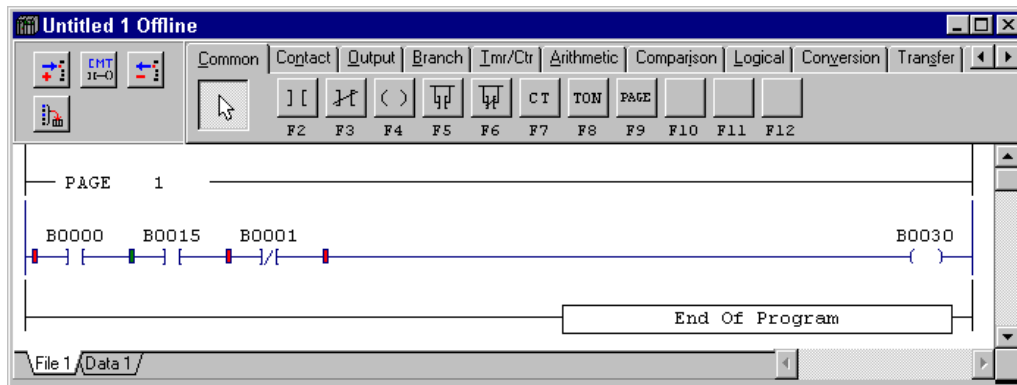 Untitled 1 Offline
CMT
Common Contact Output Branch Tmr/Ctr Arithmetic Comparison Logical Conversion Transfer
CT TON PAGE
F2 F3 F4 F5 F6 F7 F8 F9 F10 F11 F12
PAGE 1
B0000 B0015 B0001 B0030
End Of Program
File 1 Data 1